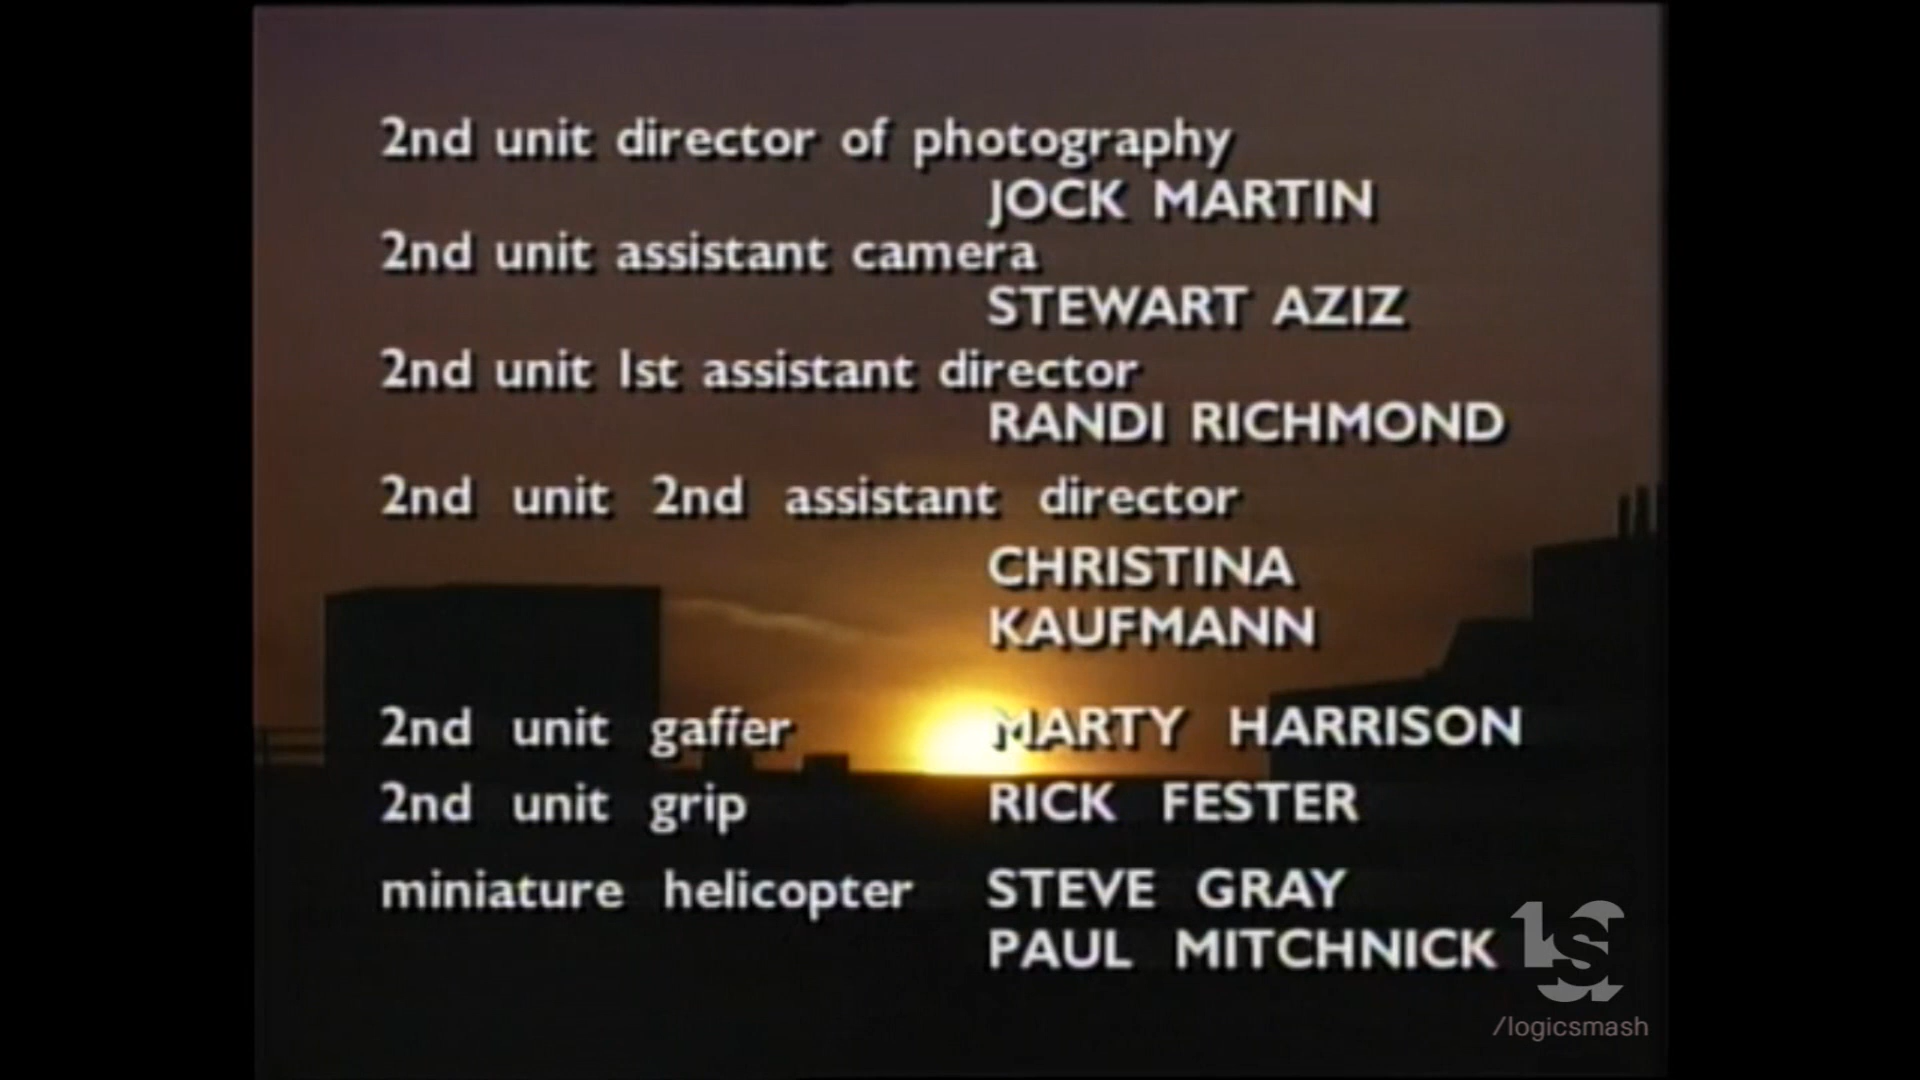 2nd unit director of photography
JOCK MARTIN
2nd unit assistant camera
STEWART AZIZ
2nd unit 1st assistant director
RANDI RICHMOND
2nd unit 2nd assistant director
CHRISTINA
KAUFMANN
2nd unit gaffer MARTY HARRISON
2nd unit grip RICK FESTER
miniature helicopter STEVE GRAY
PAUL MITCHNICK
/logicsmash